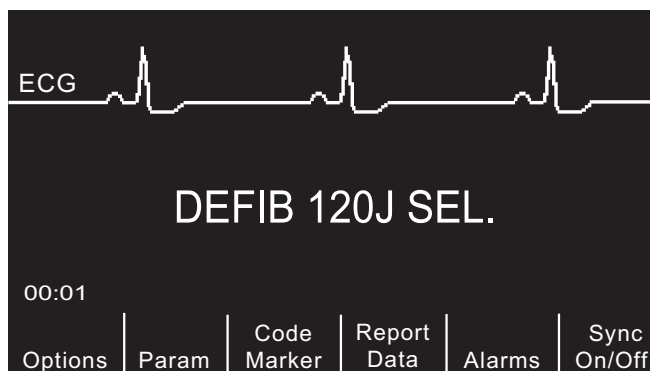 ECG
DEFIB 120J SEL.
00:01
Options Param Code Marker Report Data Alarms Sync On/Off